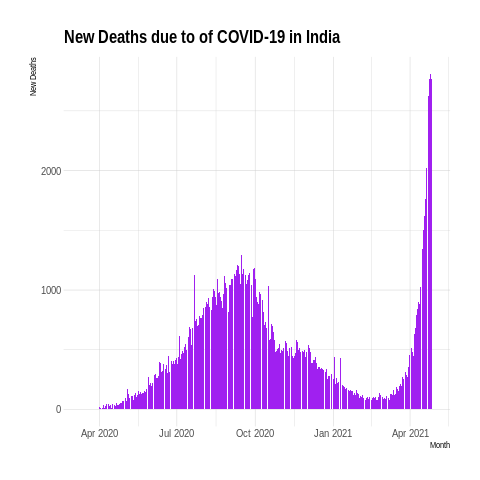 New Deaths due to of COVID-19 in India
New Deaths
2000
1000
0
Apr 2020
Jul 2020
Oct 2020
Jan 2021
Apr 2021
Month